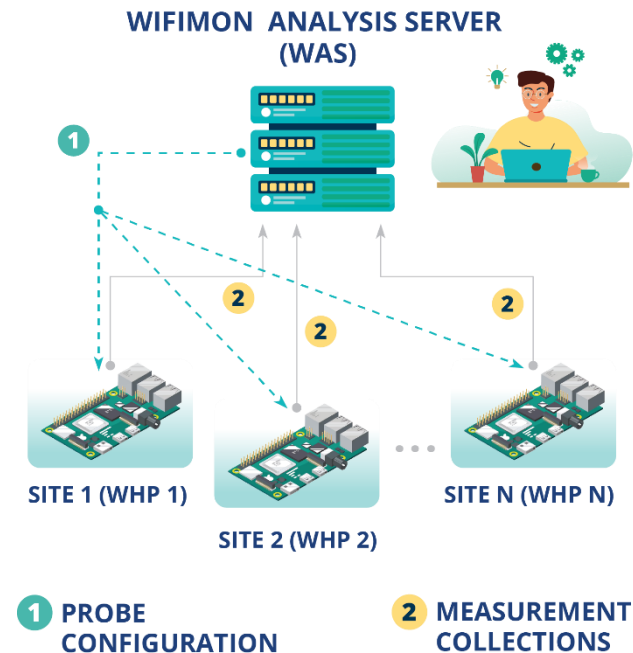 WIFIMON ANALYSIS SERVER
(WAS)
1
2
2
2
SITE 1 (WHP 1)
SITE 2 (WHP 2)
SITE N (WHP N)
1 PROBE
CONFIGURATION
2 MEASUREMENT
COLLECTIONS